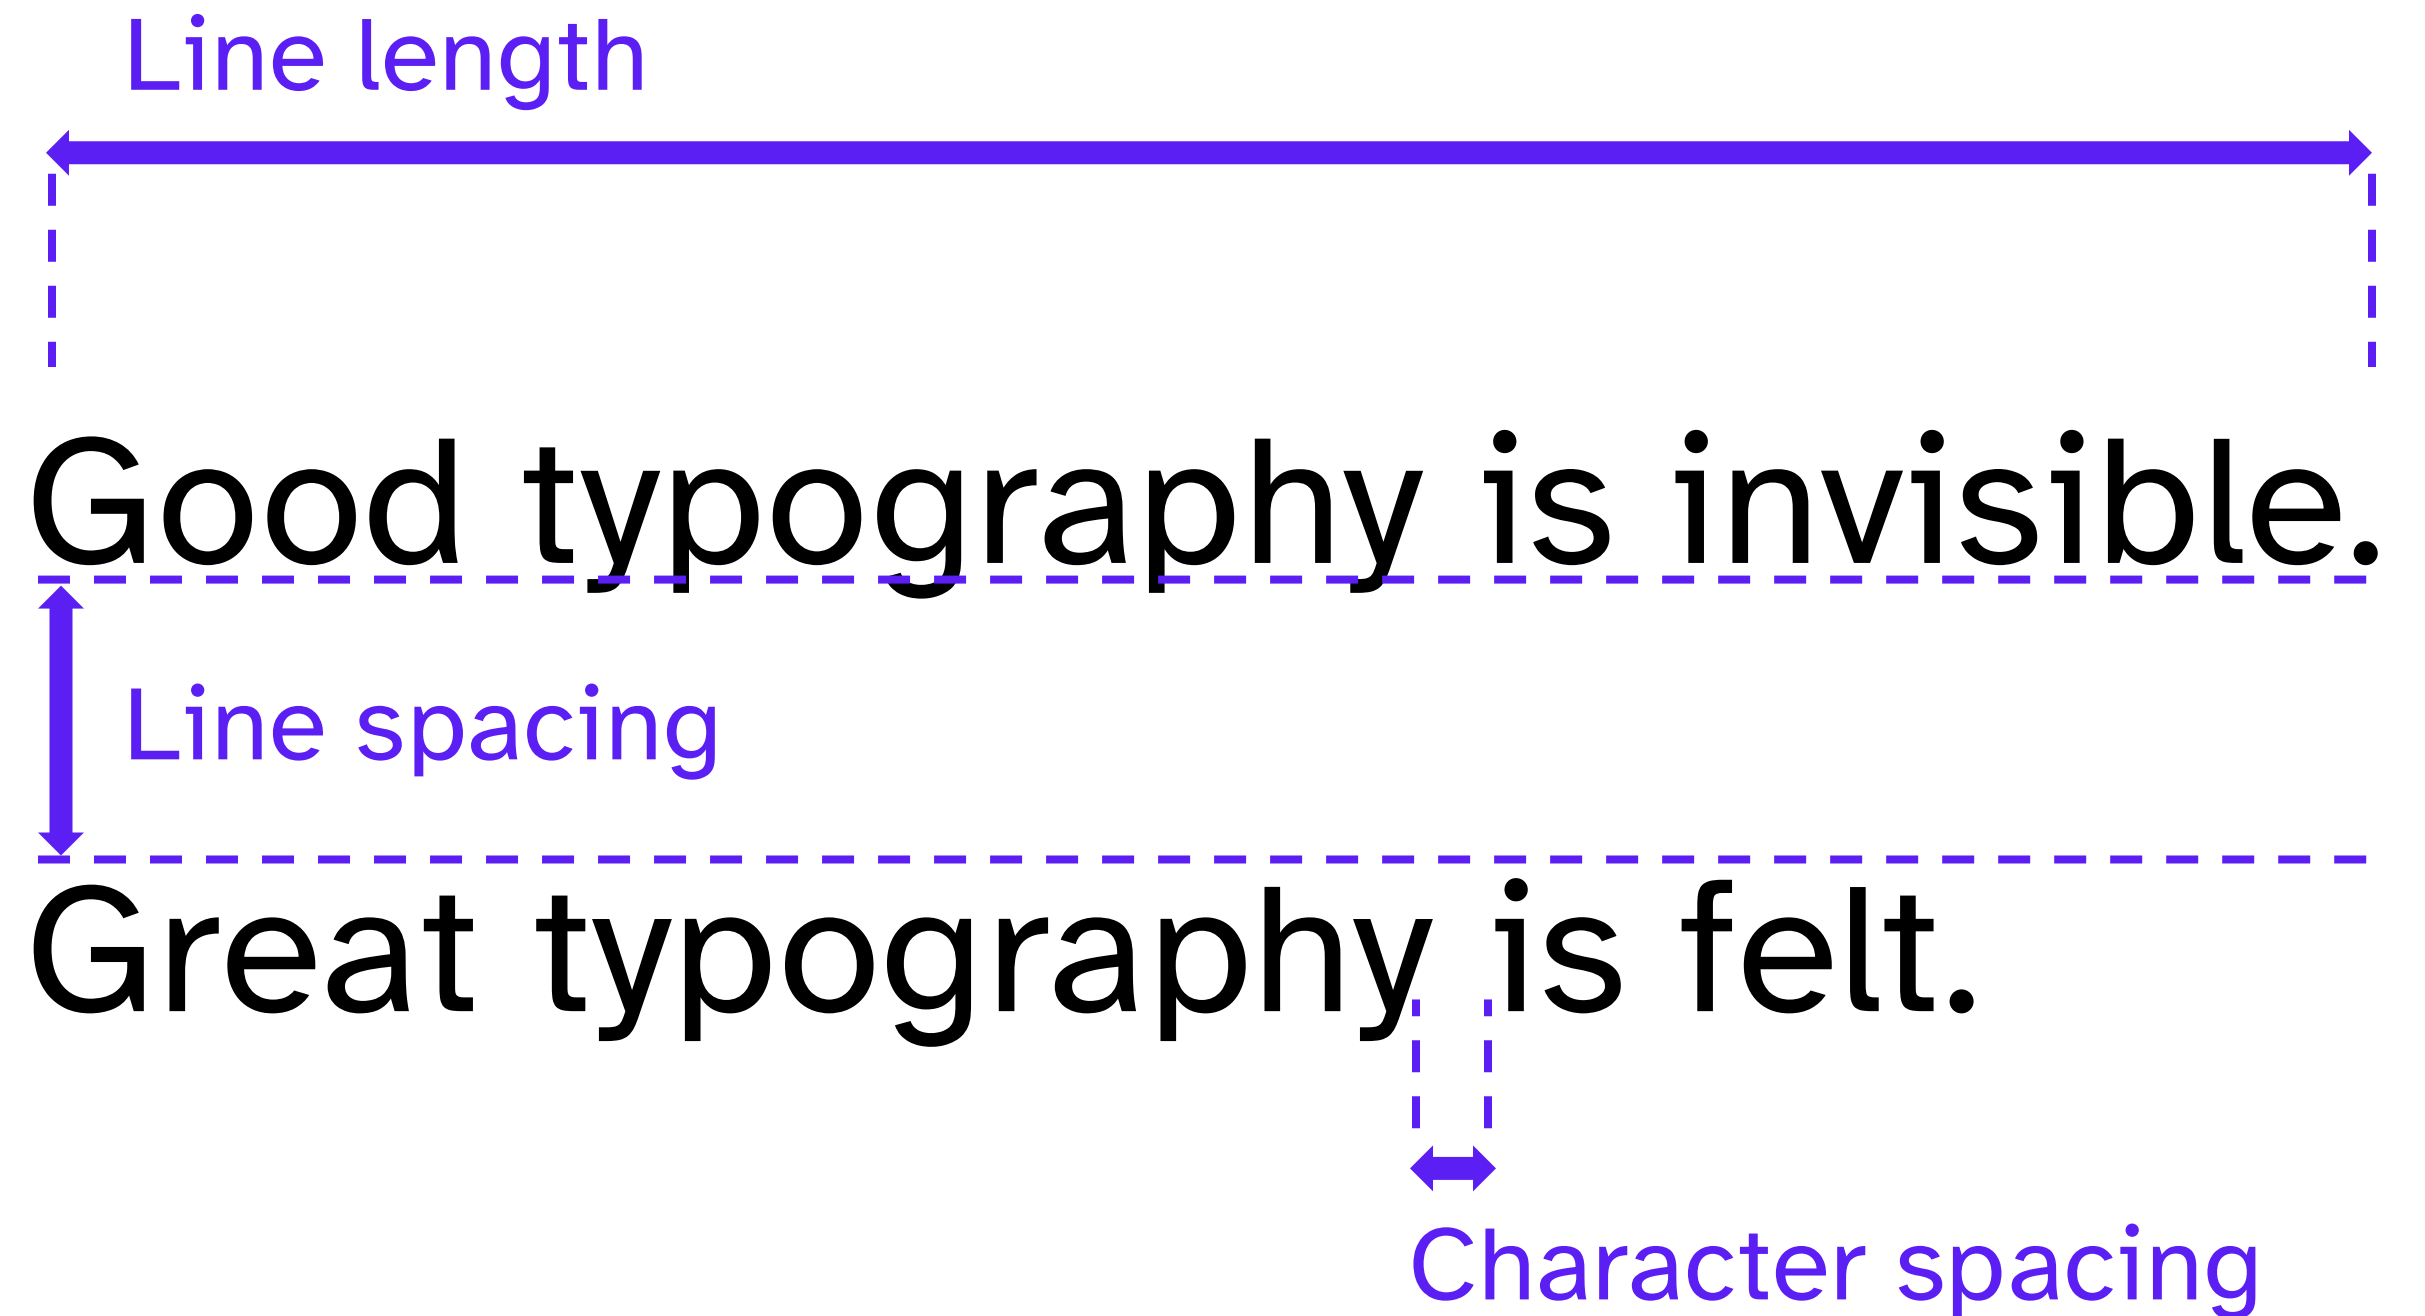 Line length
Good typography is invisible.
Line spacing
Great typography is felt.
Character spacing